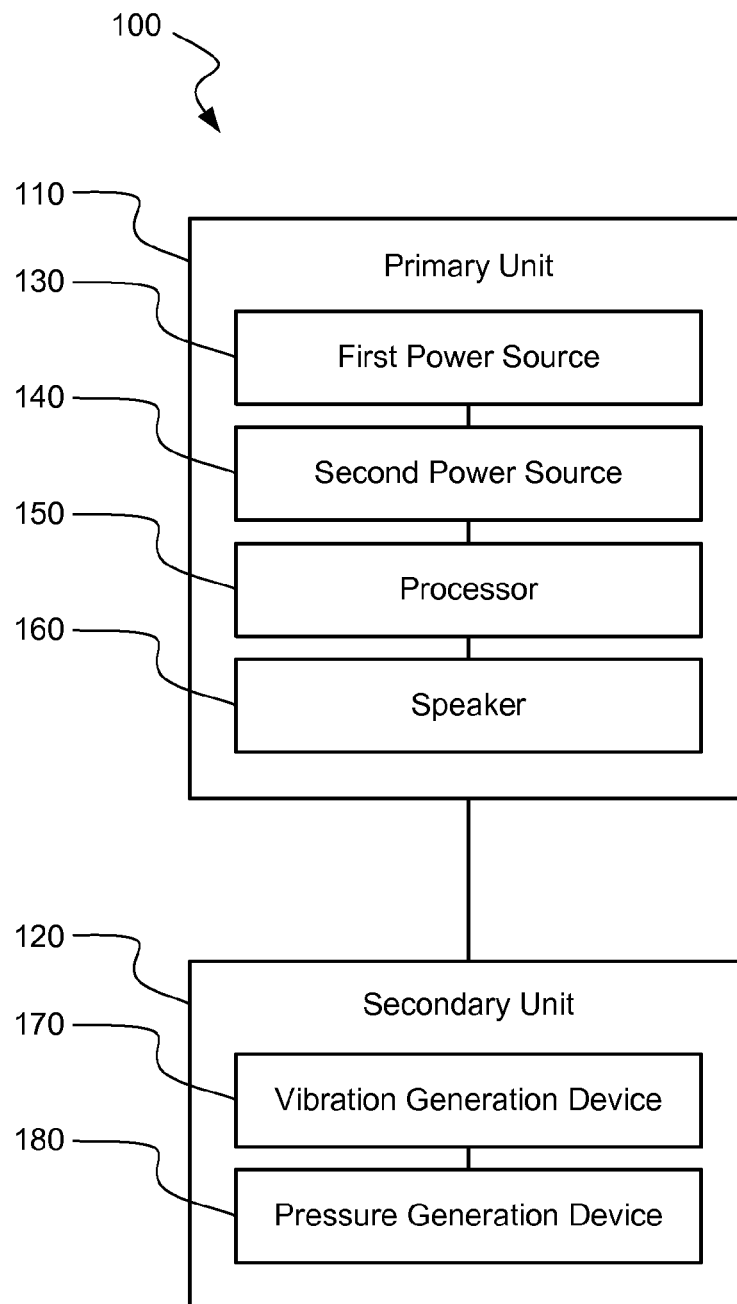 100
110
Primary Unit
130
First Power Source
140
Second Power Source
150
Processor
160
Speaker
120
Secondary Unit
170
Vibration Generation Device
180
Pressure Generation Device